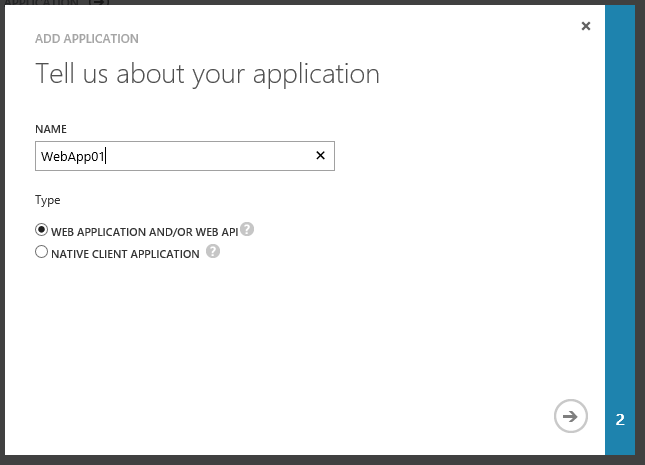 APPLICATION
ADD APPLICATION
Tell us about your application
NAME
WebApp01
Type
WEB APPLICATION AND/OR WEB API ?
NATIVE CLIENT APPLICATION ?
2